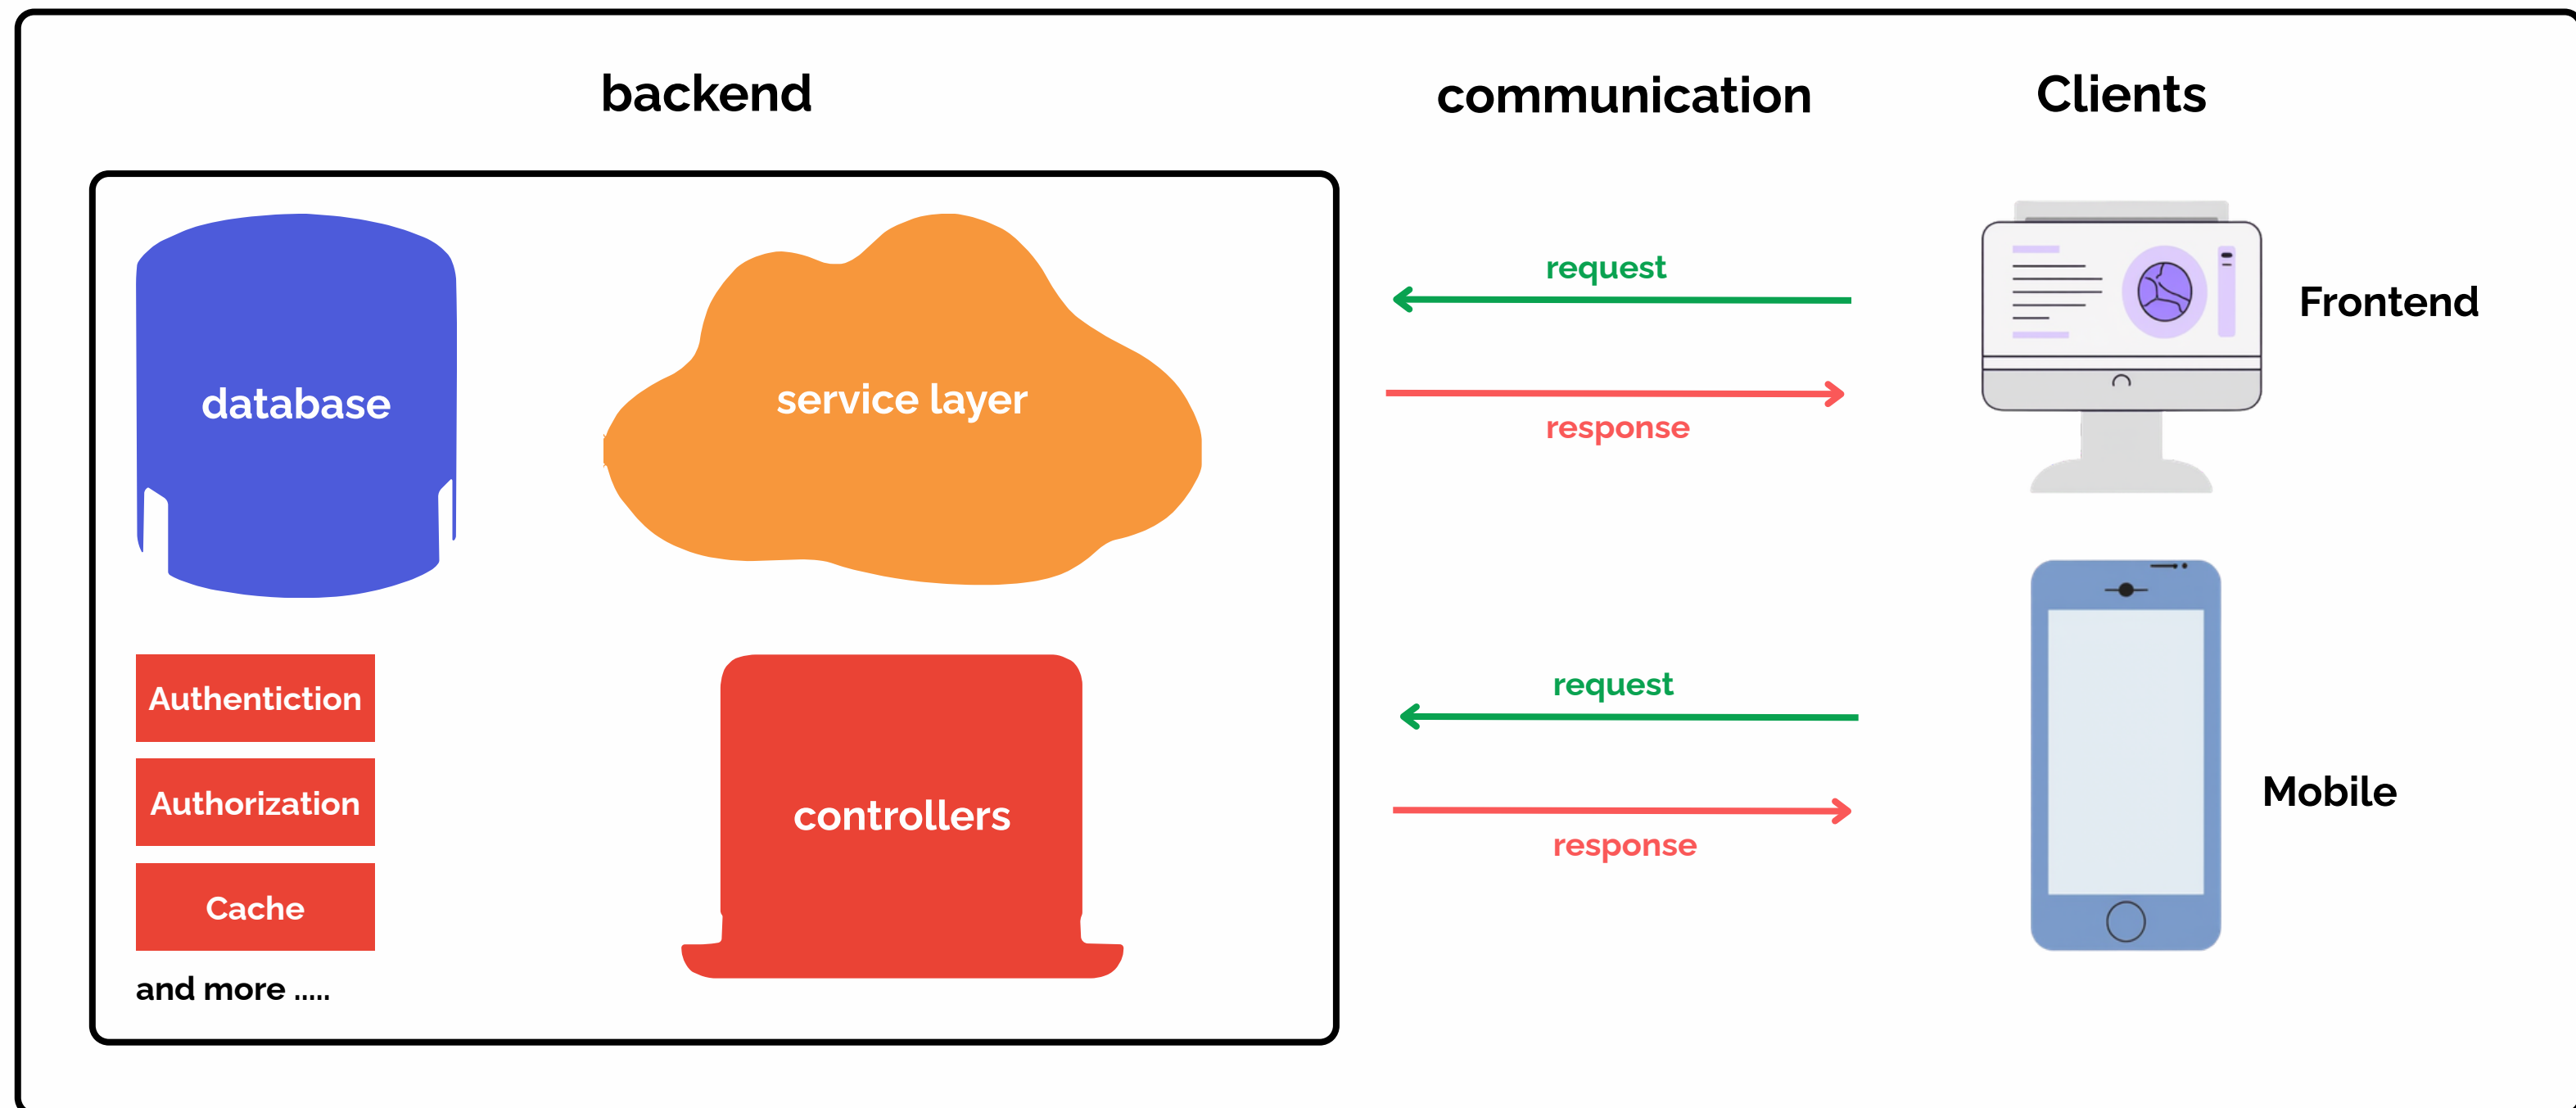 backend
communication
Clients
database
service layer
request
response
Frontend
Authentiction
Authorization
Cache
and more .....
controllers
request
response
Mobile